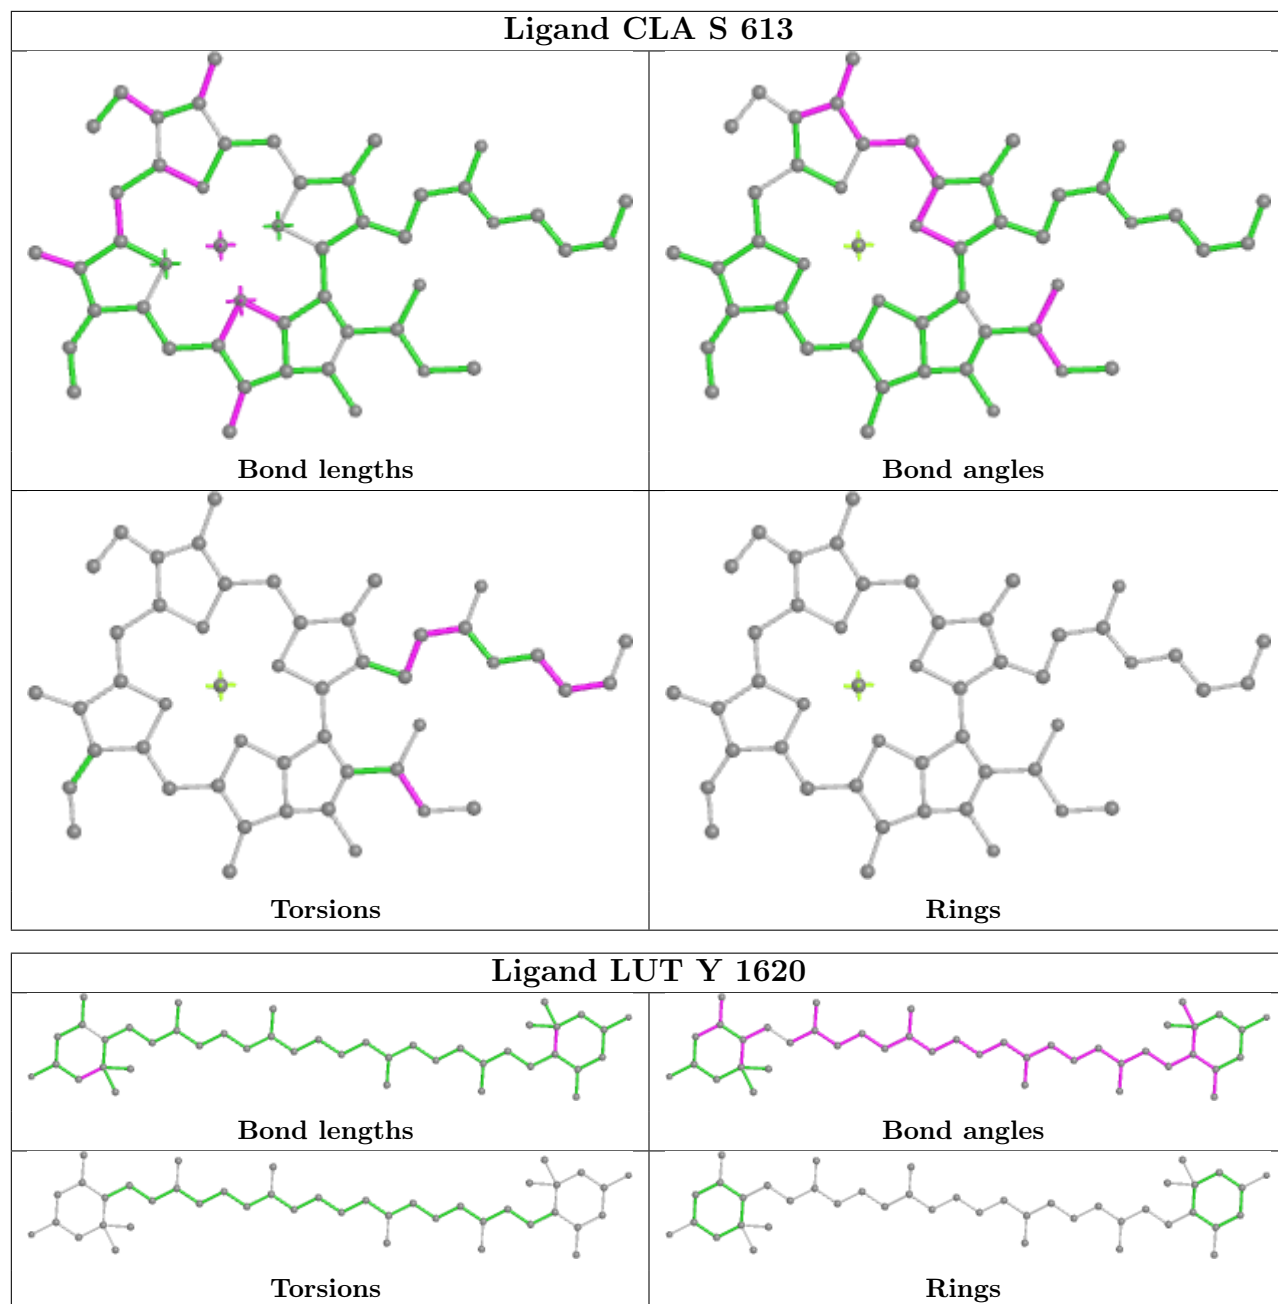 Ligand CLA S 613
Bond lengths
Bond angles
Torsions
Rings
Ligand LUT Y 1620
Bond lengths
Bond angles
Torsions
Rings